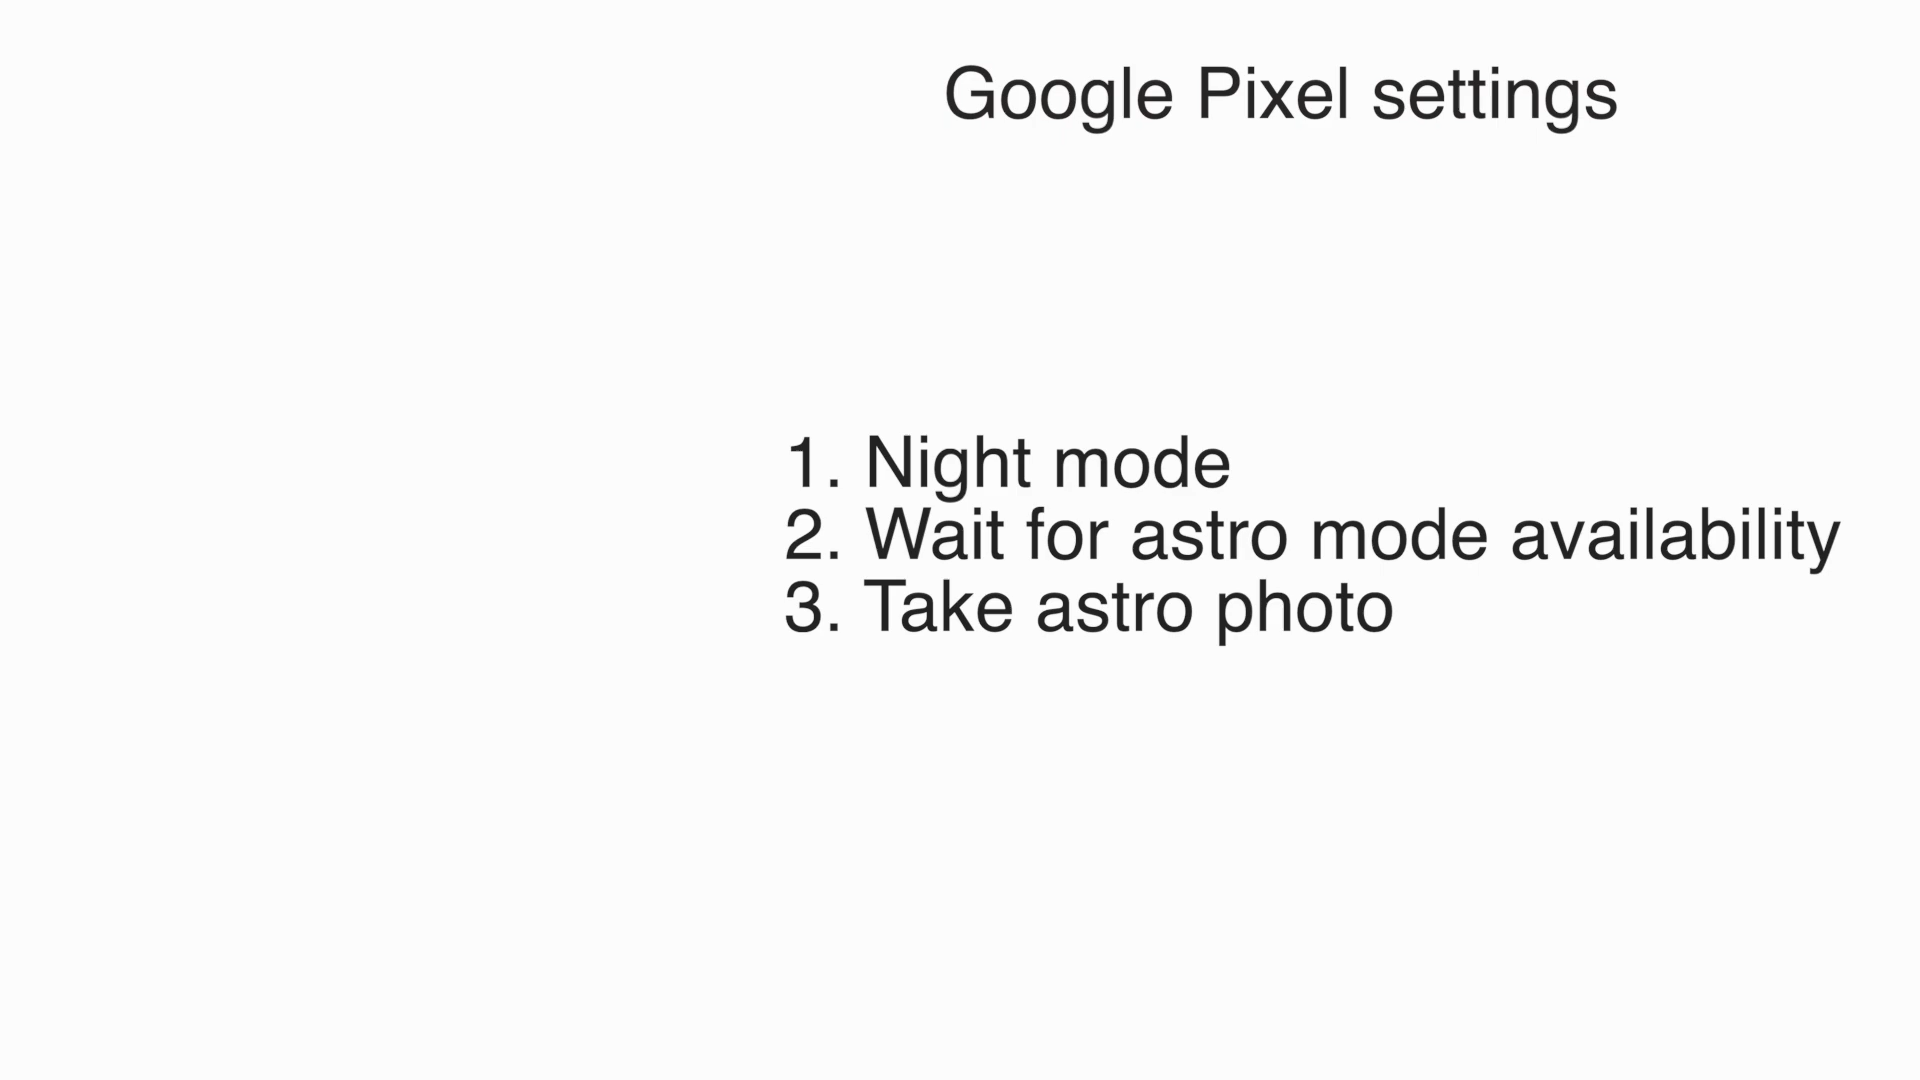 Google Pixel settings
1. Night mode
2. Wait for astro mode availability
3. Take astro photo